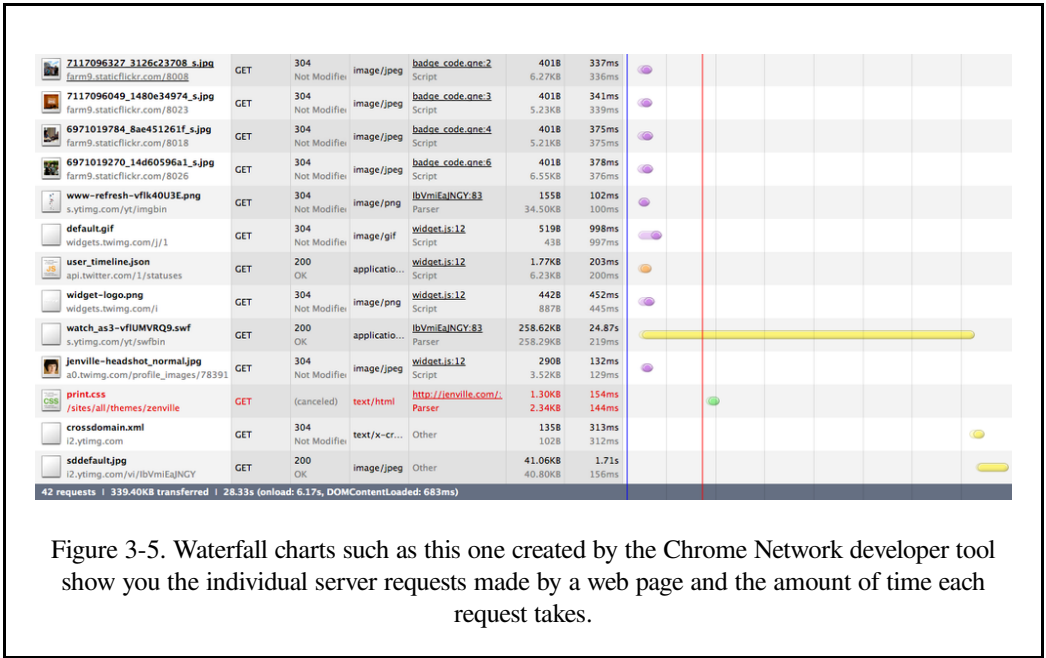 7117096327_3126c23708_s.jpg GET 304 image/jpeg badge_code.gne:2 401B 337ms
farm9.staticflickr.com/8008 Not Modifie Script 6.27KB 336ms
7117096049_1480e34974_s.jpg GET 304 image/jpeg badge_code.gne:3 401B 341ms
farm9.staticflickr.com/8023 Not Modifie Script 5.23KB 339ms
6971019784_8ae451261f_s.jpg GET 304 image/jpeg badge_code.gne:4 401B 375ms
farm9.staticflickr.com/8018 Not Modifie Script 5.21KB 375ms
6971019270_14d60596a1_s.jpg GET 304 image/jpeg badge_code.gne:6 401B 378ms
farm9.staticflickr.com/8026 Not Modifie Script 6.55KB 376ms
www-refresh-vflk40U3E.png GET 304 image/png IbVmiEaJNGY:83 155B 102ms
s.ytimg.com/yt/imgbin Not Modifie Parser 34.50KB 100ms
default.gif GET 304 image/gif widget.js:12 519B 998ms
widgets.twimg.com/j/1 Not Modifie Script 43B 997ms
JS user_timeline.json GET 200 applicatio... widget.js:12 1.77KB 203ms
api.twitter.com/1/statuses OK Script 6.23KB 200ms
widget-logo.png GET 304 image/png widget.js:12 442B 452ms
widgets.twimg.com/i Not Modifie Script 887B 445ms
watch_as3-vflUMVRQ9.swf GET 200 applicatio... IbVmiEaJNGY:83 258.62KB 24.87s
s.ytimg.com/yt/swfbin OK Parser 258.29KB 219ms
jenville-headshot_normal.jpg GET 304 image/jpeg widget.js:12 290B 132ms
a0.twimg.com/profile_images/78391 Not Modifie Script 3.52KB 129ms
CSS print.css GET (canceled) text/html http://jenville.com/: 1.30KB 154ms
/sites/all/themes/zenville Parser 2.34KB 144ms
crossdomain.xml GET 304 text/x-cr... Other 135B 313ms
i2.ytimg.com Not Modifie 102B 312ms
sddefault.jpg GET 200 image/jpeg Other 41.06KB 1.71s
i2.ytimg.com/vi/IbVmiEaJNGY OK 40.80KB 156ms
42 requests | 339.40KB transferred | 28.33s (onload: 6.17s, DOMContentLoaded: 683ms)
Figure 3-5. Waterfall charts such as this one created by the Chrome Network developer tool
show you the individual server requests made by a web page and the amount of time each
request takes.